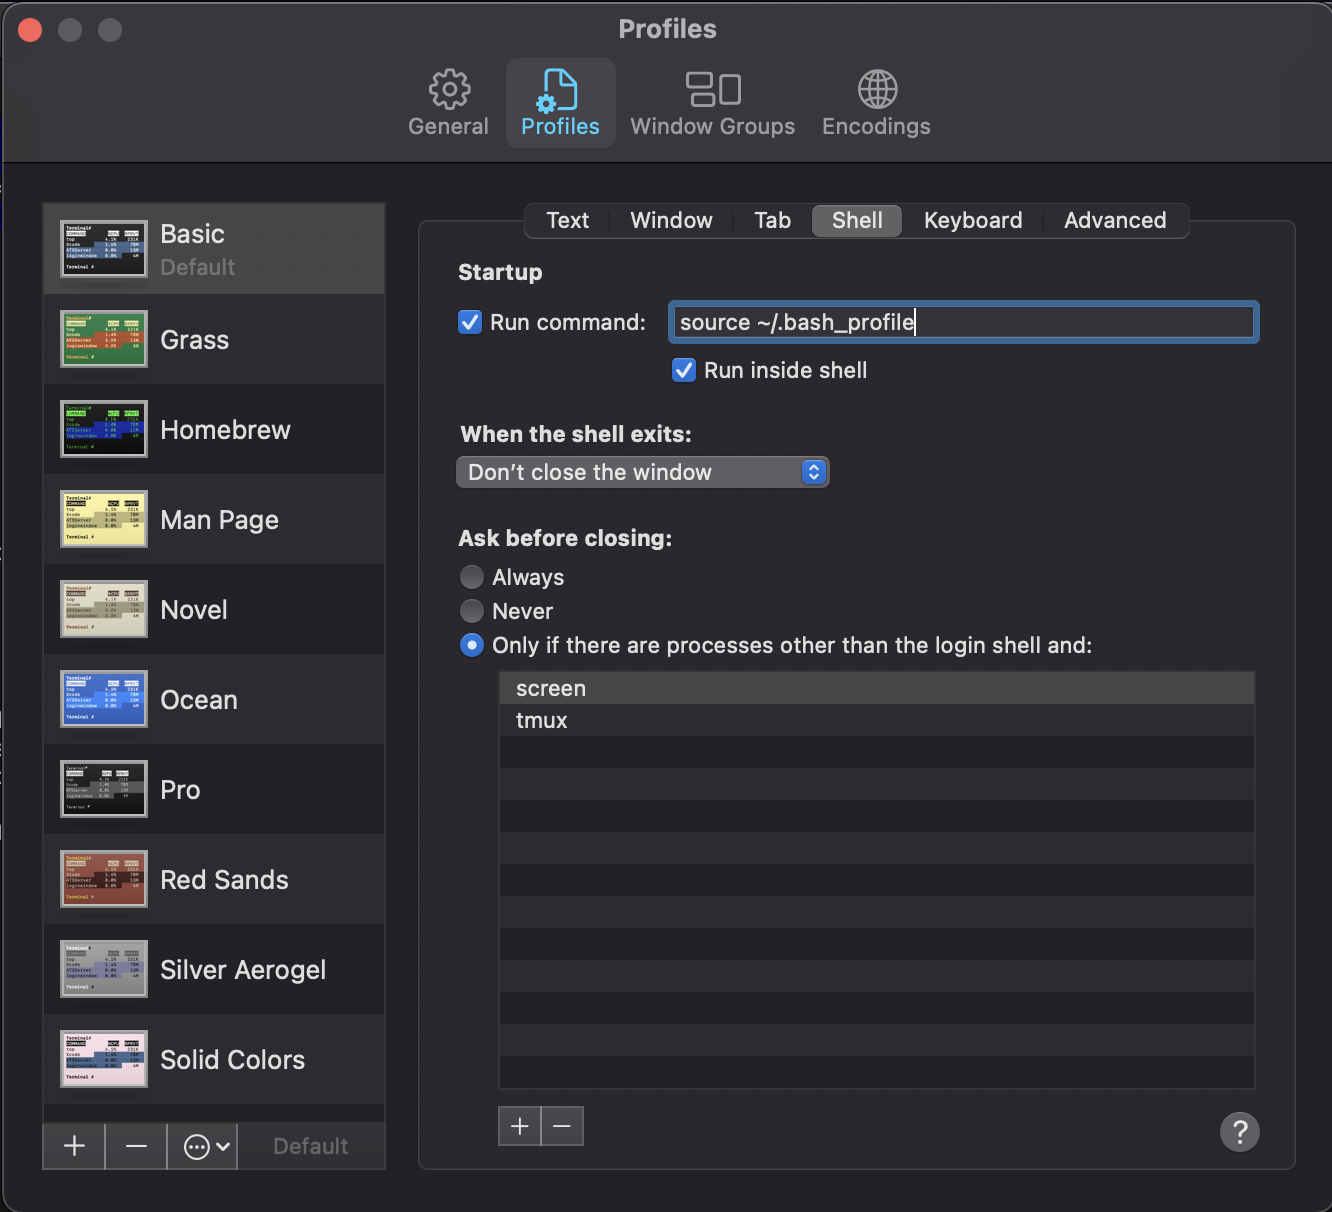 Profiles
General
Profiles
Window Groups
Encodings
Basic
Default
Grass
Homebrew
Man Page
Novel
Ocean
Pro
Red Sands
Silver Aerogel
Solid Colors
Default
Text
Window
Tab
Shell
Keyboard
Advanced
Startup
Run command:
source ~/.bash_profile
Run inside shell
When the shell exits:
Don’t close the window
Ask before closing:
Always
Never
Only if there are processes other than the login shell and:
screen
tmux
?